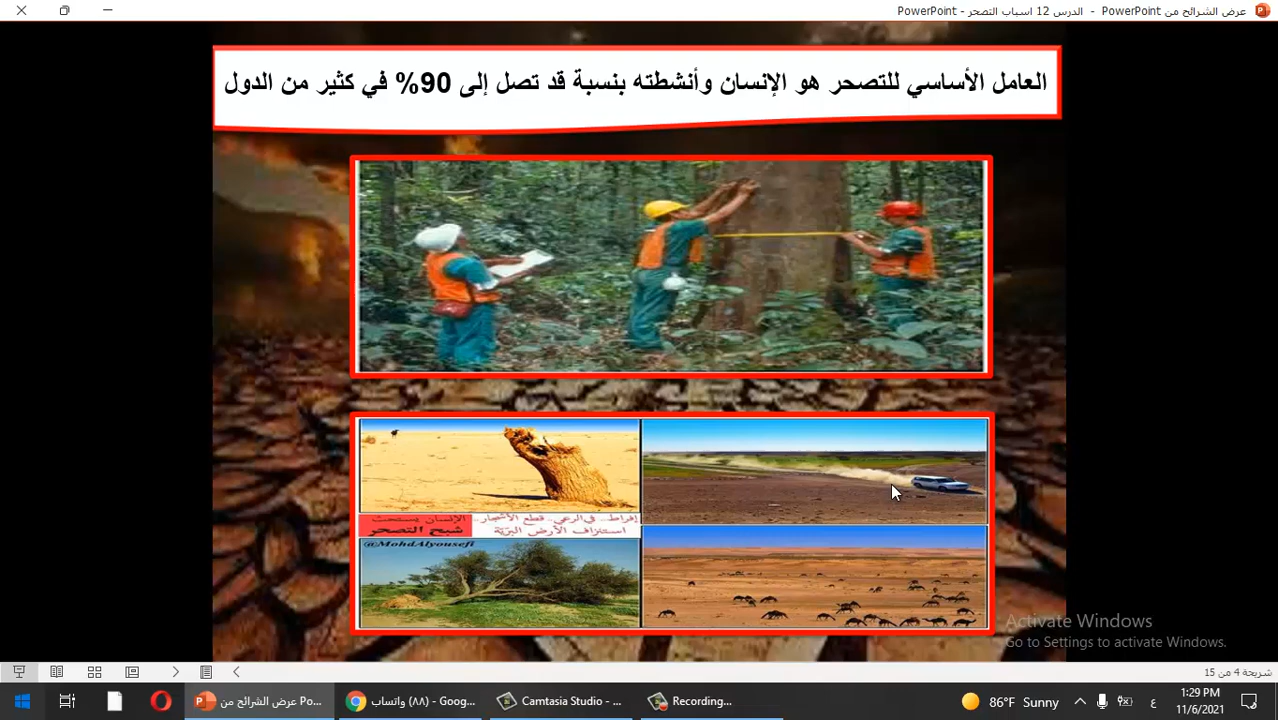 عرض الشرائح من PowerPoint - الدرس 12 اسباب التصحر - PowerPoint
العامل الأساسي للتصحر هو الإنسان وأنشطته بنسبة قد تصل إلى 90% في كثير من الدول
إفراط.. في الرعي.. قطع الأشجار..
استنزاف الأرض البرّية
الإنسان يستحث
شبح التصحر
@MohdAlyousefi
Activate Windows
Go to Settings to activate Windows.
شريحة 4 من 15
عرض الشرائح من Po...
(٨٨) واتساب - Goog...
Camtasia Studio - ...
Recording...
86°F Sunny
ع
1:29 PM
11/6/2021